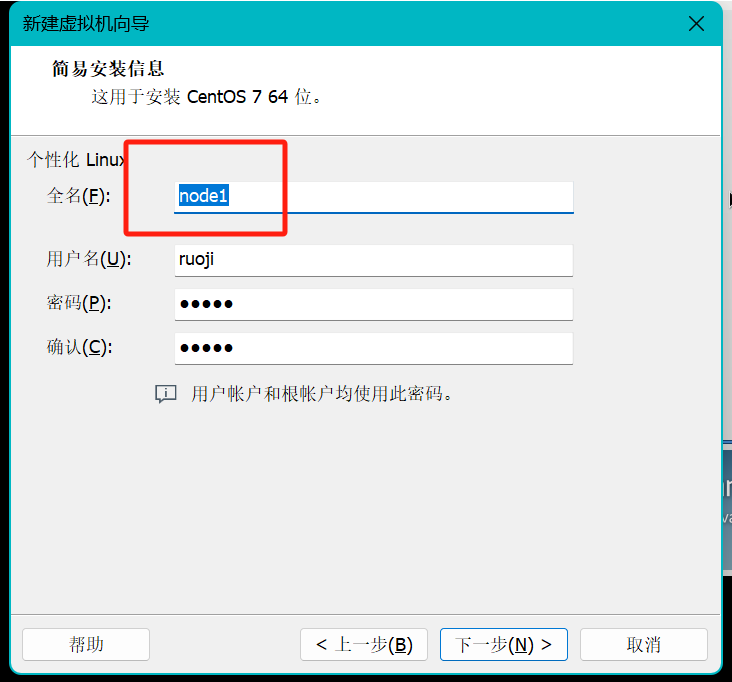 新建虚拟机向导
简易安装信息
这用于安装 CentOS 7 64 位。
个性化 Linux
全名(F): node1
用户名(U): ruoji
密码(P): ●●●●●
确认(C): ●●●●●
用户帐户和根帐户均使用此密码。
帮助 < 上一步(B) 下一步(N) > 取消